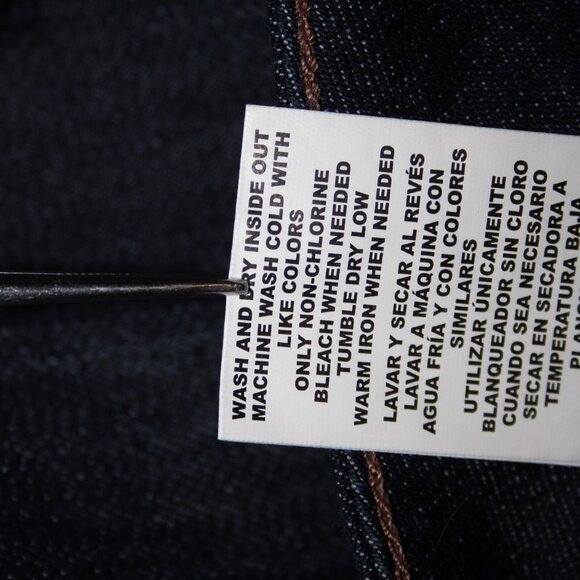 WASH AND DRY INSIDE OUT
MACHINE WASH COLD WITH
LIKE COLORS
ONLY NON-CHLORINE
BLEACH WHEN NEEDED
TUMBLE DRY LOW
WARM IRON WHEN NEEDED
LAVAR Y SECAR AL REVÉS
LAVAR A MÁQUINA CON
AGUA FRÍA Y CON COLORES
SIMILARES
UTILIZAR ÚNICAMENTE
BLANQUEADOR SIN CLORO
CUANDO SEA NECESARIO
SECAR EN SECADORA A
TEMPERATURA BAJA